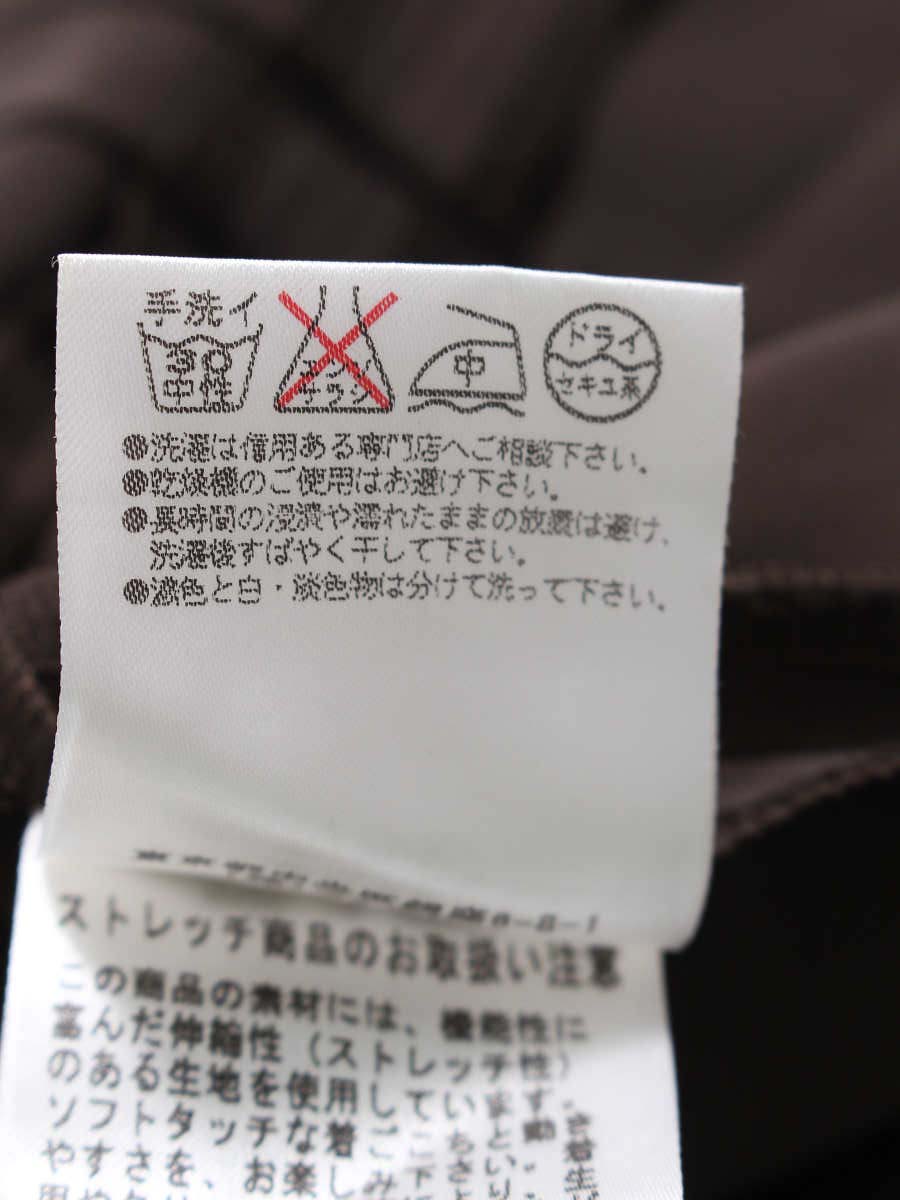 手洗イ
30
中性
エンソ
サラシ
中
ドライ
セキユ系
●洗濯は信用ある専門店へご相談下さい。
●乾燥機のご使用はお避け下さい。
●長時間の浸漬や濡れたままの放置は避け、
洗濯後すばやく干して下さい。
●濃色と白・淡色物は分けて洗って下さい。
8-8-1
ストレッチ商品のお取扱い注意
この商品の素材には、機能性に
富んだ伸縮性（ストレッチ性）
のある生地を使用しています。
ソフトタッチな着ご
やすさを、お楽し